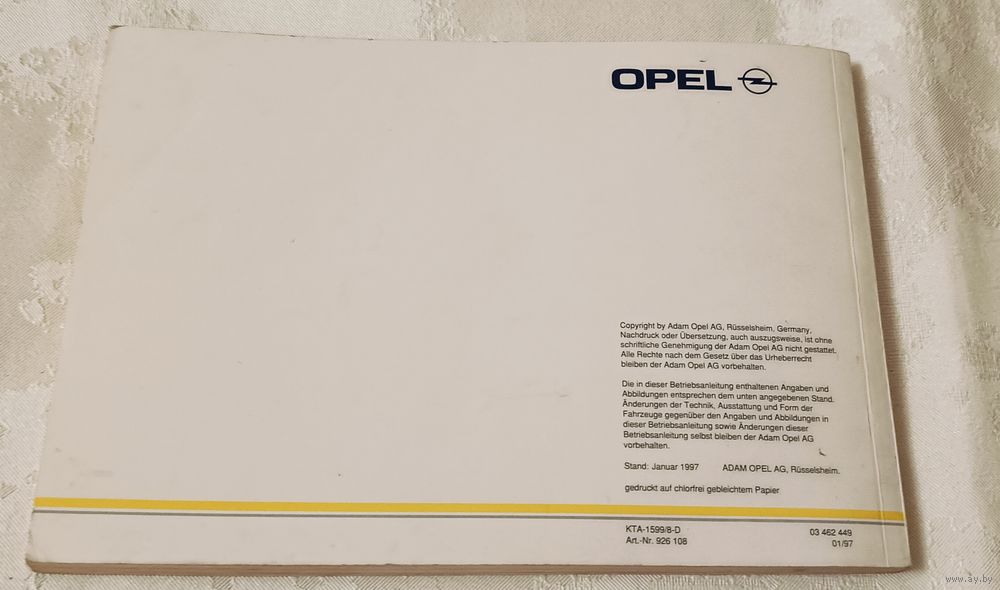 OPEL
Copyright by Adam Opel AG, Rüsselsheim, Germany,
Nachdruck oder Übersetzung, auch auszugsweise, ist ohne
schriftliche Genehmigung der Adam Opel AG nicht gestattet.
Alle Rechte nach dem Gesetz über das Urheberrecht
bleiben der Adam Opel AG vorbehalten.
Die in dieser Betriebsanleitung enthaltenen Angaben und
Abbildungen entsprechen dem unten angegebenen Stand.
Änderungen der Technik, Ausstattung und Form der
Fahrzeuge gegenüber den Angaben und Abbildungen in
dieser Betriebsanleitung sowie Änderungen dieser
Betriebsanleitung selbst bleiben der Adam Opel AG
vorbehalten.
Stand: Januar 1997 ADAM OPEL AG, Rüsselsheim.
gedruckt auf chlorfrei gebleichtem Papier
KTA-1599/8-D 03 462 449
Art.-Nr. 926 108 01/97
www.ay.by